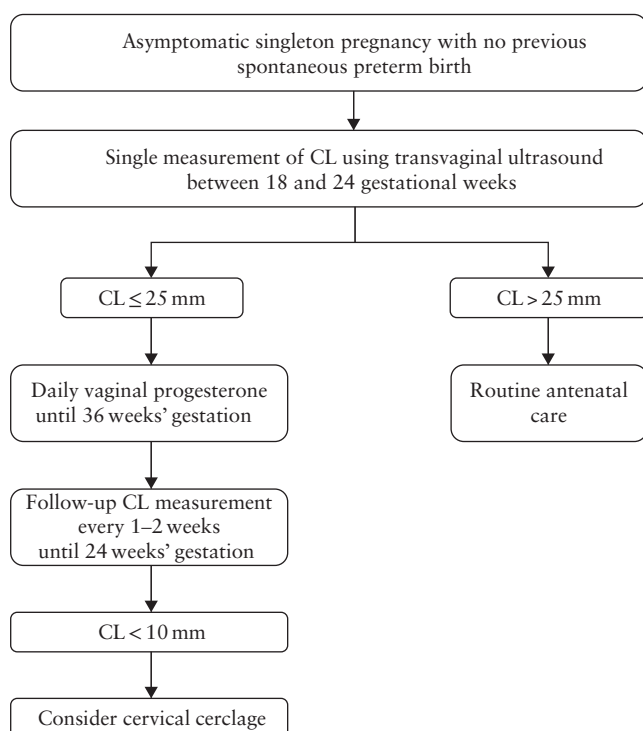 Asymptomatic singleton pregnancy with no previous
spontaneous preterm birth
Single measurement of CL using transvaginal ultrasound
between 18 and 24 gestational weeks
CL ≤ 25 mm
CL > 25 mm
Daily vaginal progesterone
until 36 weeks’ gestation
Routine antenatal
care
Follow-up CL measurement
every 1–2 weeks
until 24 weeks’ gestation
CL < 10 mm
Consider cervical cerclage